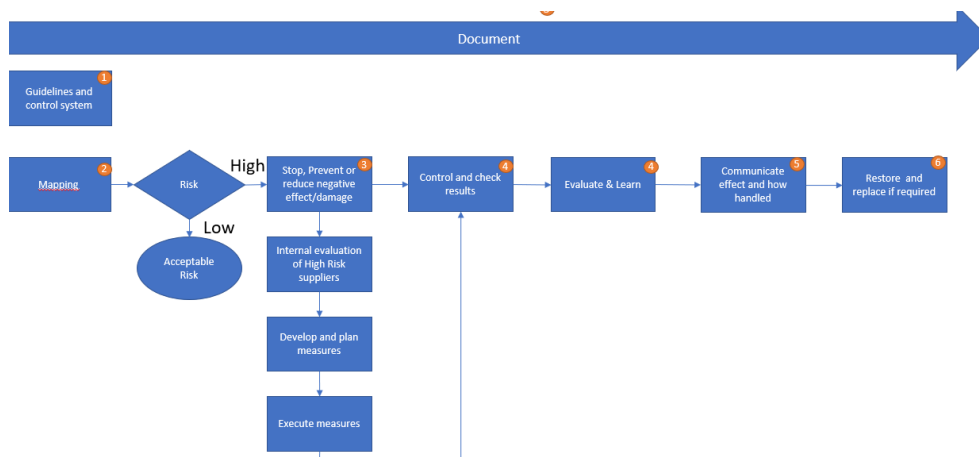 Document
1
Guidelines and
control system
2
Mapping
Risk
High
Low
Acceptable
Risk
3
Stop, Prevent or
reduce negative
effect/damage
Internal evaluation
of High Risk
suppliers
Develop and plan
measures
Execute measures
4
Control and check
results
4
Evaluate & Learn
5
Communicate
effect and how
handled
6
Restore and
replace if required